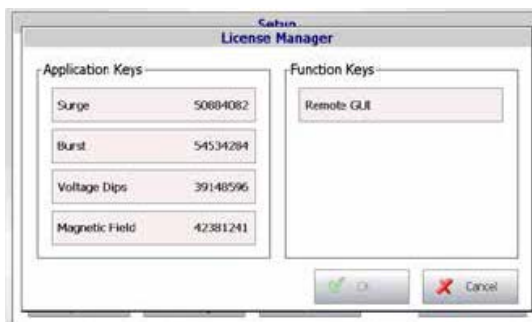 Setup
License Manager
Application Keys
Function Keys
Surge 50884082
Remote GUI
Burst 54534284
Voltage Dips 39148596
Magnetic Field 42381241
Cancel